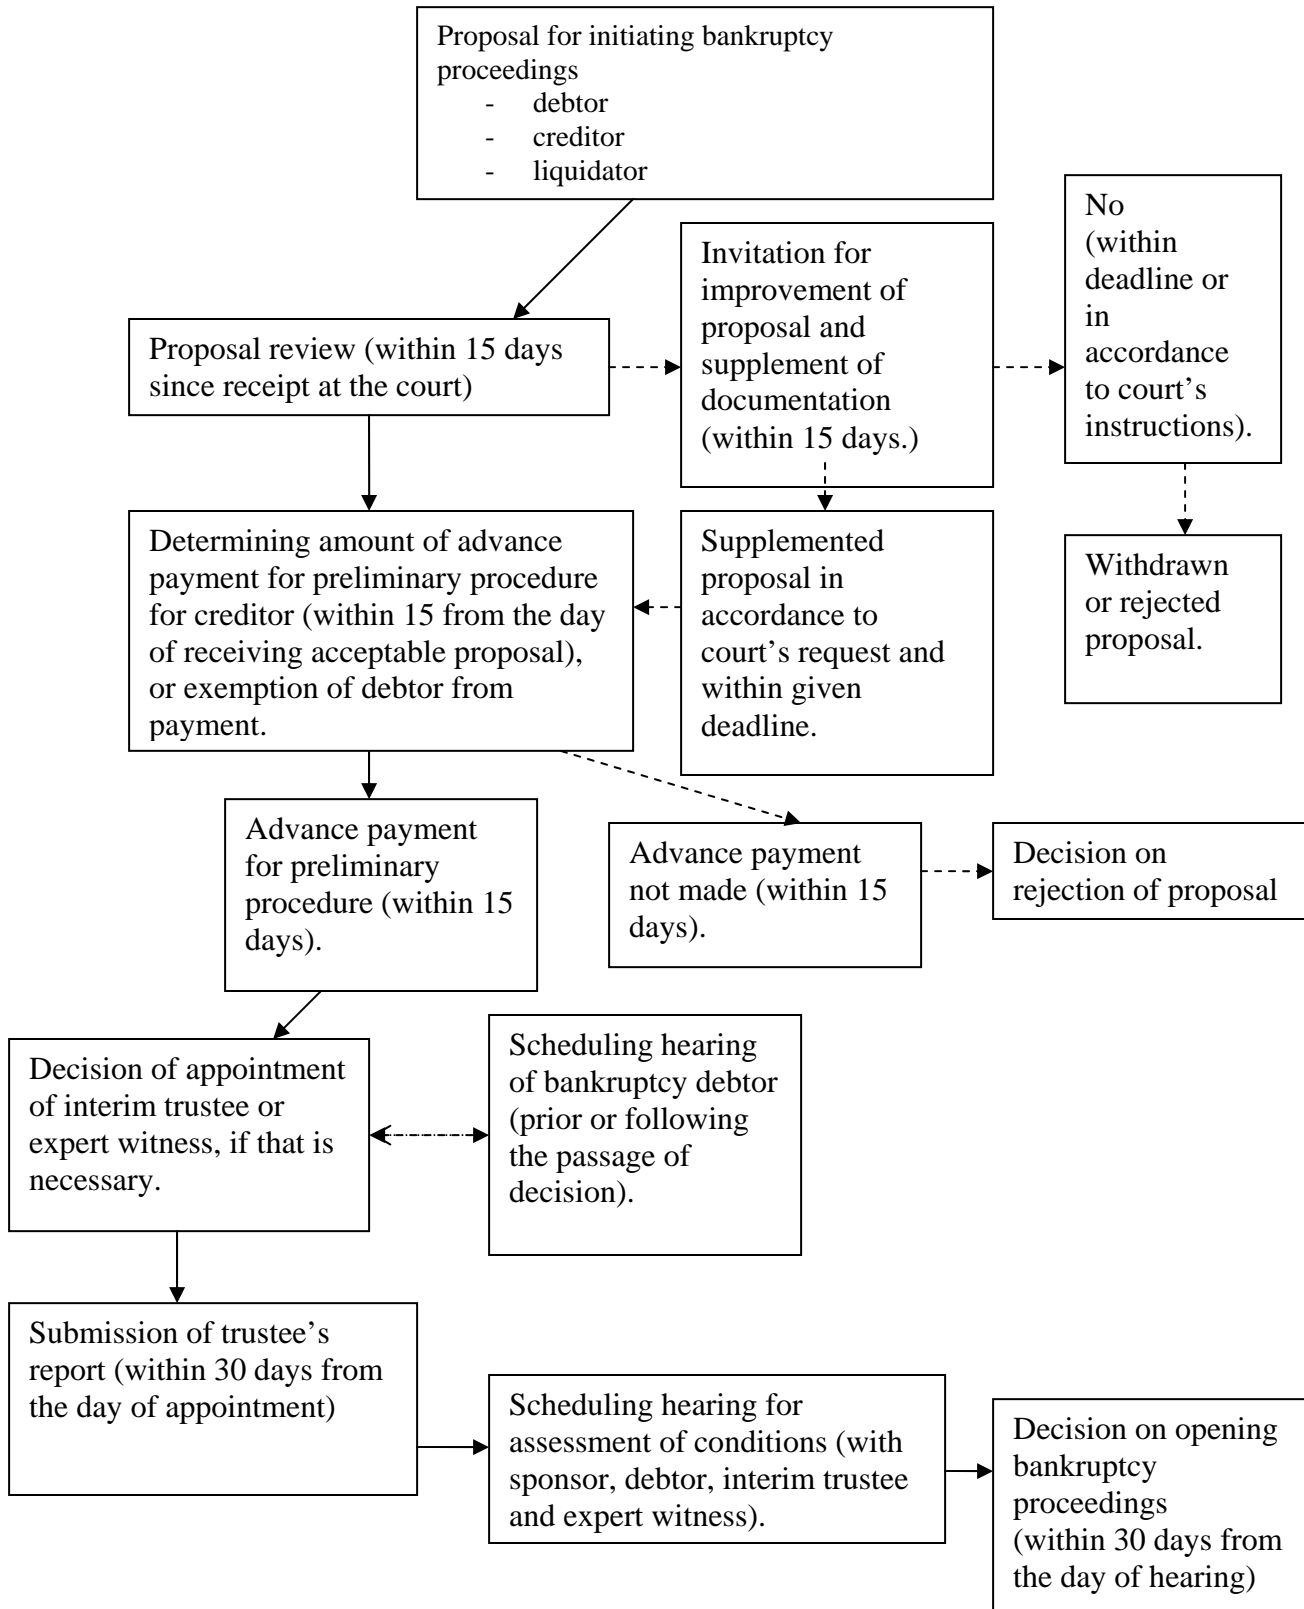 Proposal for initiating bankruptcy
proceedings
- debtor
- creditor
- liquidator
No
(within
deadline or
in
accordance
to court’s
instructions).
Invitation for
improvement of
proposal and
supplement of
documentation
(within 15 days.)
Proposal review (within 15 days
since receipt at the court)
Determining amount of advance
payment for preliminary procedure
for creditor (within 15 from the day
of receiving acceptable proposal),
or exemption of debtor from
payment.
Supplemented
proposal in
accordance to
court’s request and
within given
deadline.
Withdrawn
or rejected
proposal.
Advance payment
for preliminary
procedure (within 15
days).
Advance payment
not made (within 15
days).
Decision on
rejection of proposal
Decision of appointment
of interim trustee or
expert witness, if that is
necessary.
Scheduling hearing
of bankruptcy debtor
(prior or following
the passage of
decision).
Submission of trustee’s
report (within 30 days from
the day of appointment)
Scheduling hearing for
assessment of conditions (with
sponsor, debtor, interim trustee
and expert witness).
Decision on opening
bankruptcy
proceedings
(within 30 days from
the day of hearing)